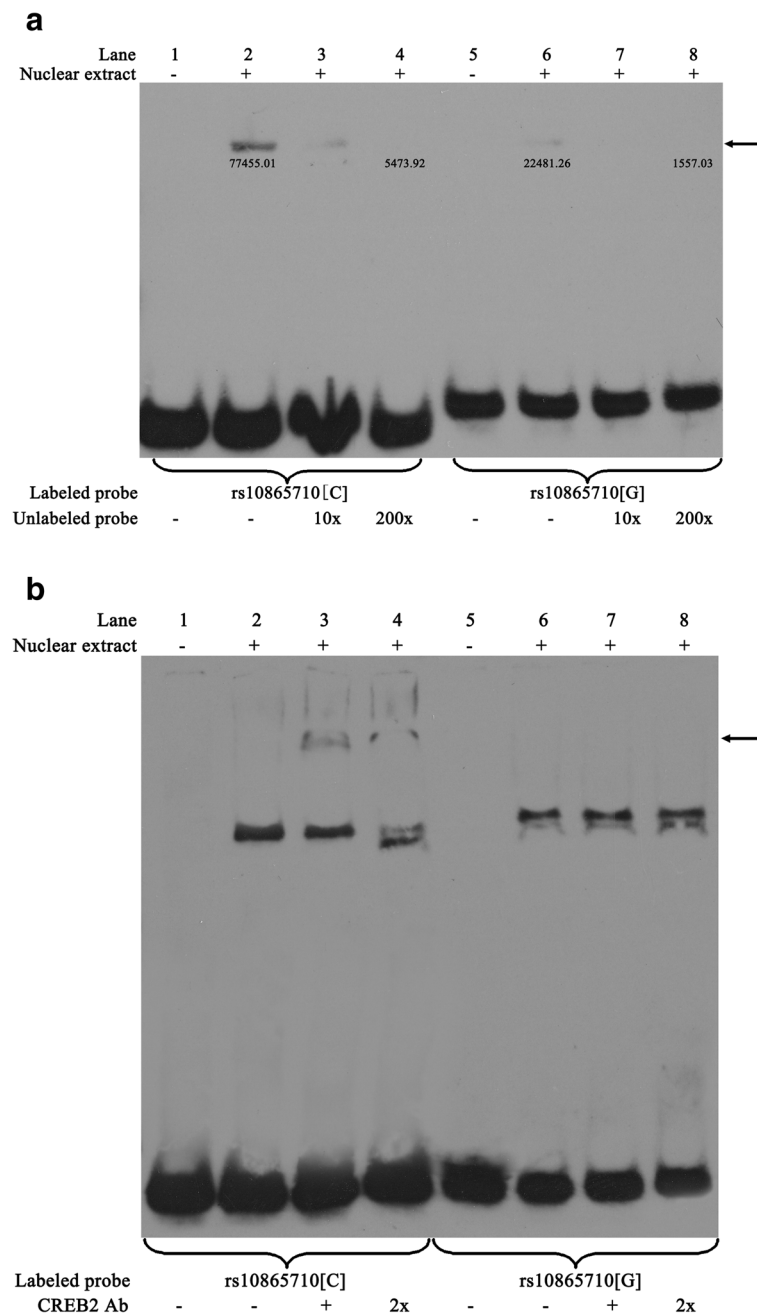 a
Lane 1 2 3 4 5 6 7 8
Nuclear extract - + + + - + + +
77455.01 5473.92 22481.26 1557.03
Labeled probe rs10865710[C] rs10865710[G]
Unlabeled probe - - 10x 200x - - 10x 200x
b
Lane 1 2 3 4 5 6 7 8
Nuclear extract - + + + - + + +
Labeled probe rs10865710[C] rs10865710[G]
CREB2 Ab - - + 2x - - + 2x